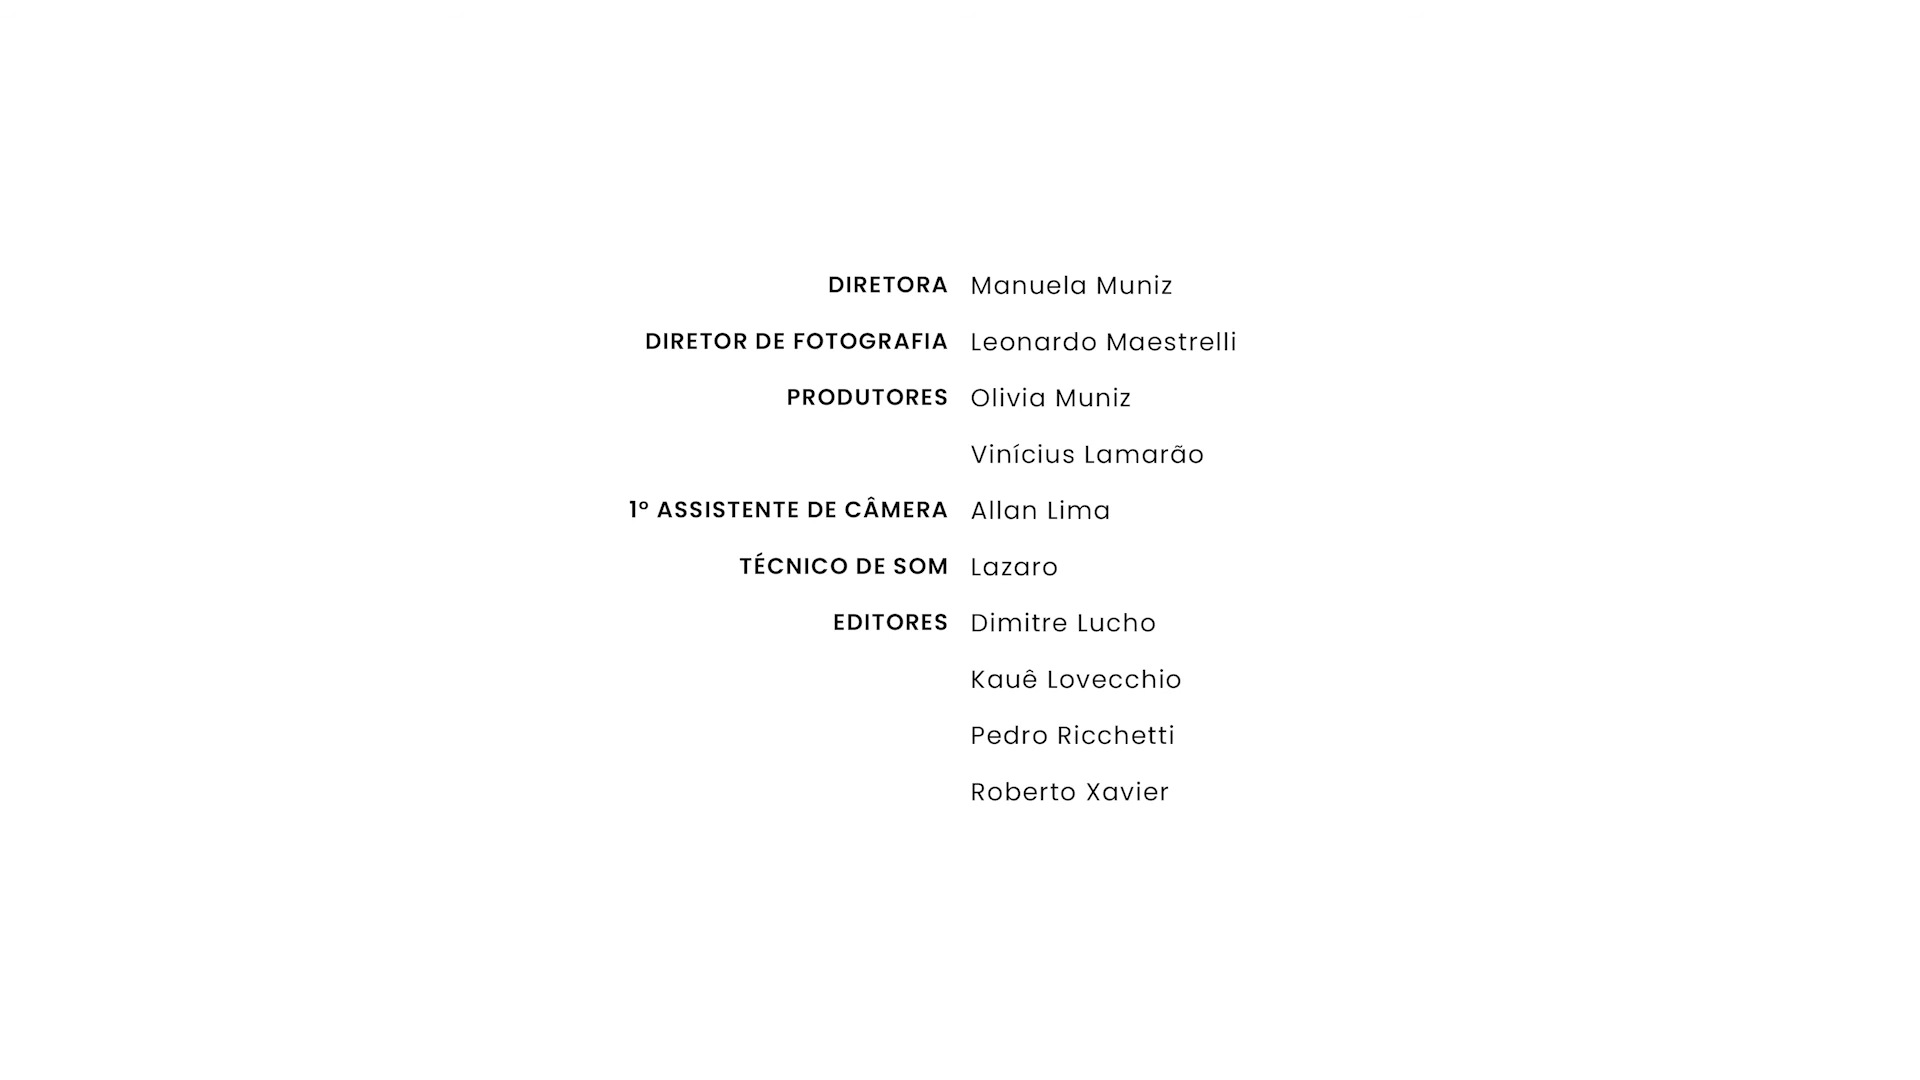 DIRETORA Manuela Muniz
DIRETOR DE FOTOGRAFIA Leonardo Maestrelli
PRODUTORES Olivia Muniz
Vinícius Lamarão
1º ASSISTENTE DE CÂMERA Allan Lima
TÉCNICO DE SOM Lazaro
EDITORES Dimitre Lucho
Kauê Lovecchio
Pedro Ricchetti
Roberto Xavier